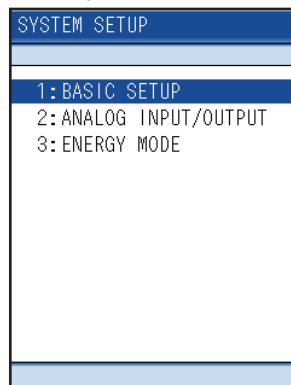 SYSTEM SETUP
1:BASIC SETUP
2:ANALOG INPUT/OUTPUT
3:ENERGY MODE